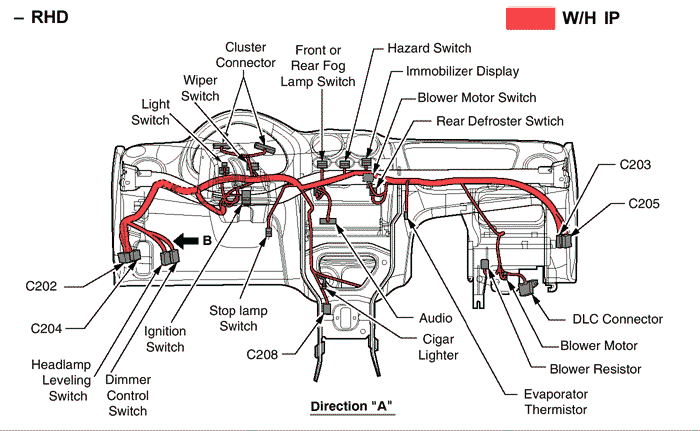 – RHD
W/H IP
Cluster
Connector
Wiper
Switch
Light
Switch
Front or
Rear Fog
Lamp Switch
Hazard Switch
Immobilizer Display
Blower Motor Switch
Rear Defroster Swtich
C203
C205
B
C202
C204
Headlamp
Leveling
Switch
Dimmer
Control
Switch
Ignition
Switch
Stop lamp
Switch
C208
Audio
Cigar
Lighter
DLC Connector
Blower Motor
Blower Resistor
Evaporator
Thermistor
Direction "A"